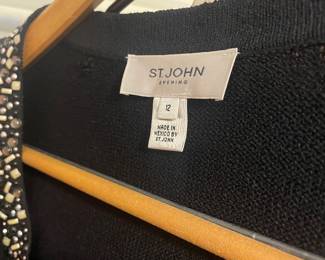 ST. JOHN
EVENING
12
MADE IN
MEXICO BY
ST. JOHN